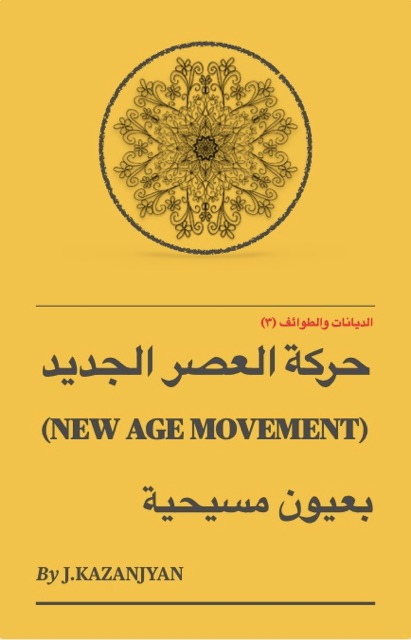 الديانات والطوائف (٣)
حركة العصر الجديد
(NEW AGE MOVEMENT)
بعيون مسيحية
By J.KAZANJYAN